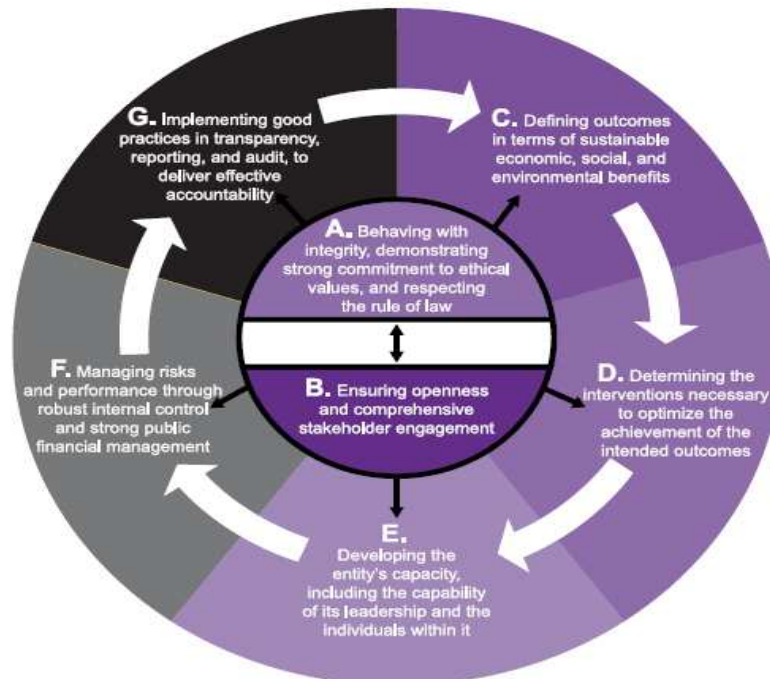 G. Implementing good
practices in transparency,
reporting, and audit, to
deliver effective
accountability
C. Defining outcomes
in terms of sustainable
economic, social, and
environmental benefits
A. Behaving with
integrity, demonstrating
strong commitment to ethical
values, and respecting
the rule of law
B. Ensuring openness
and comprehensive
stakeholder engagement
D. Determining the
interventions necessary
to optimize the
achievement of the
intended outcomes
E.
Developing the
entity's capacity,
including the capability
of its leadership and the
individuals within it
F. Managing risks
and performance through
robust internal control
and strong public
financial management